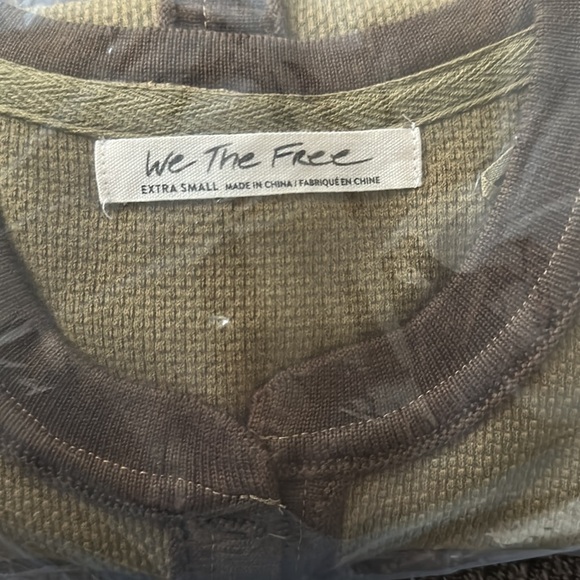 We The Free
EXTRA SMALL MADE IN CHINA / FABRIQUÉ EN CHINE